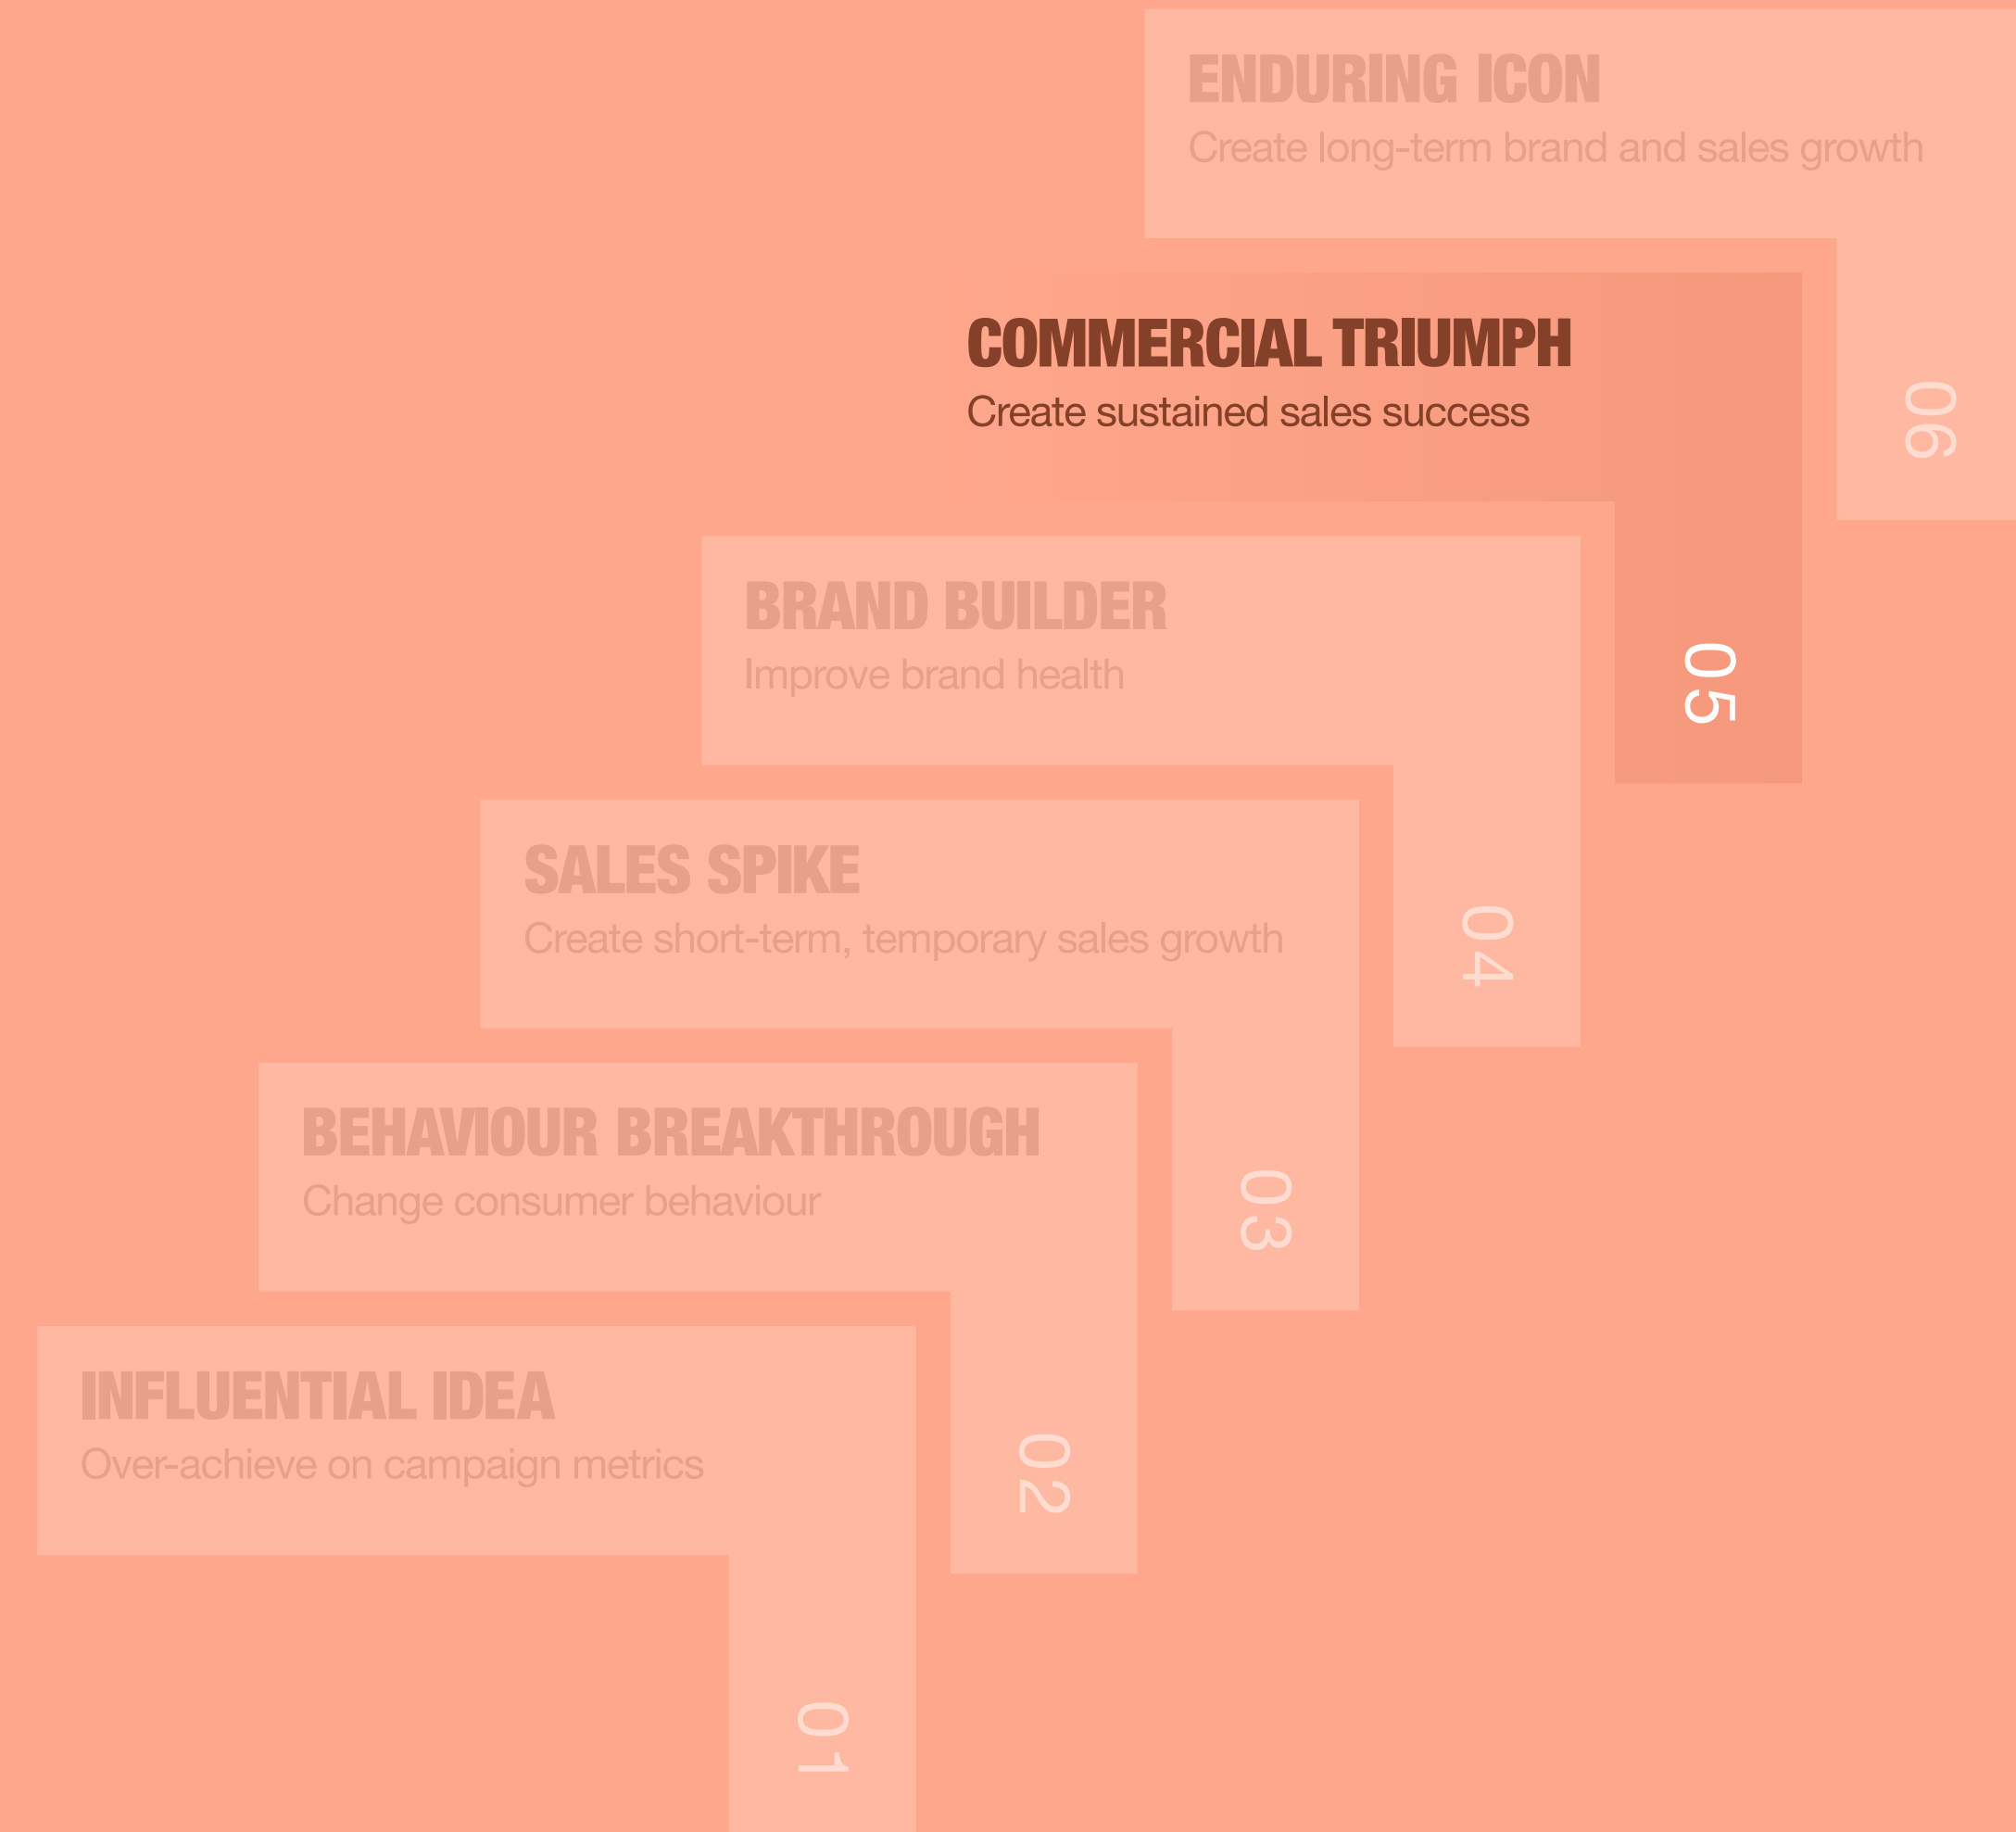 ENDURING ICON
Create long-term brand and sales growth
06
COMMERCIAL TRIUMPH
Create sustained sales success
05
BRAND BUILDER
Improve brand health
04
SALES SPIKE
Create short-term, temporary sales growth
03
BEHAVIOUR BREAKTHROUGH
Change consumer behaviour
02
INFLUENTIAL IDEA
Over-achieve on campaign metrics
01